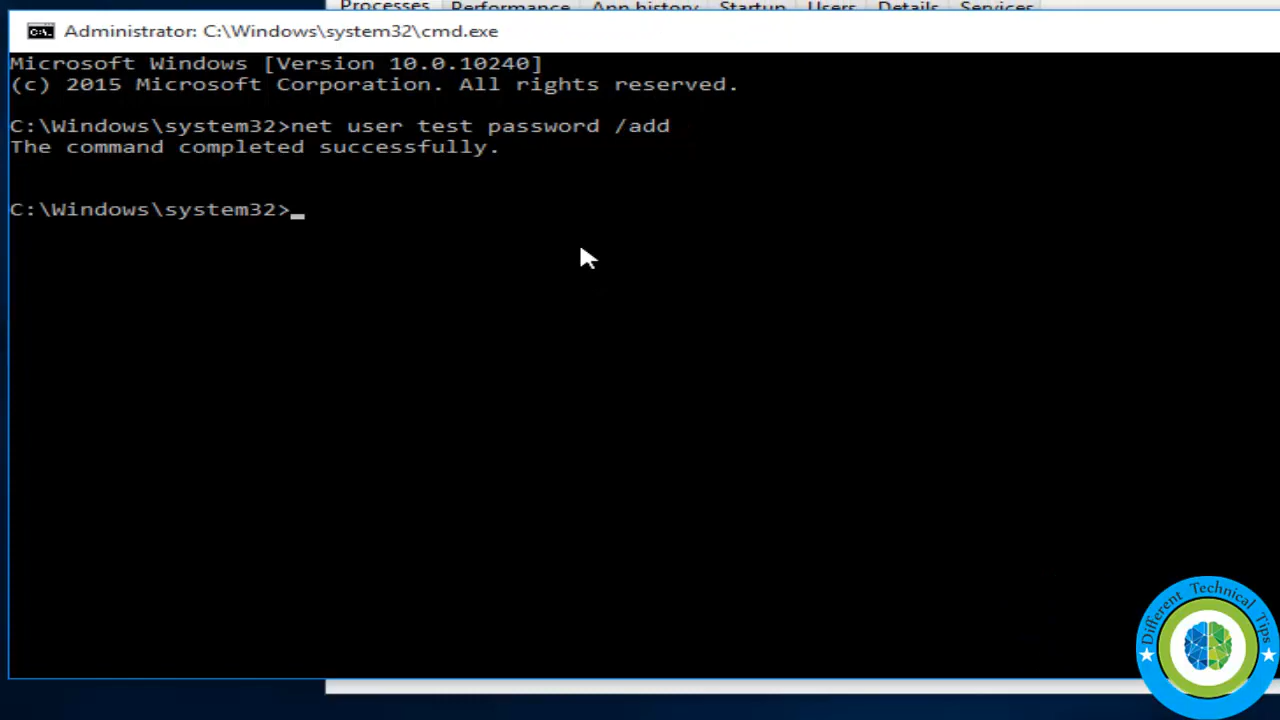 Processes Performance App history Startup Users Details Services
Administrator: C:\Windows\system32\cmd.exe
Microsoft Windows [Version 10.0.10240]
(c) 2015 Microsoft Corporation. All rights reserved.
C:\Windows\system32>net user test password /add
The command completed successfully.
C:\Windows\system32>
Different Technical Tips